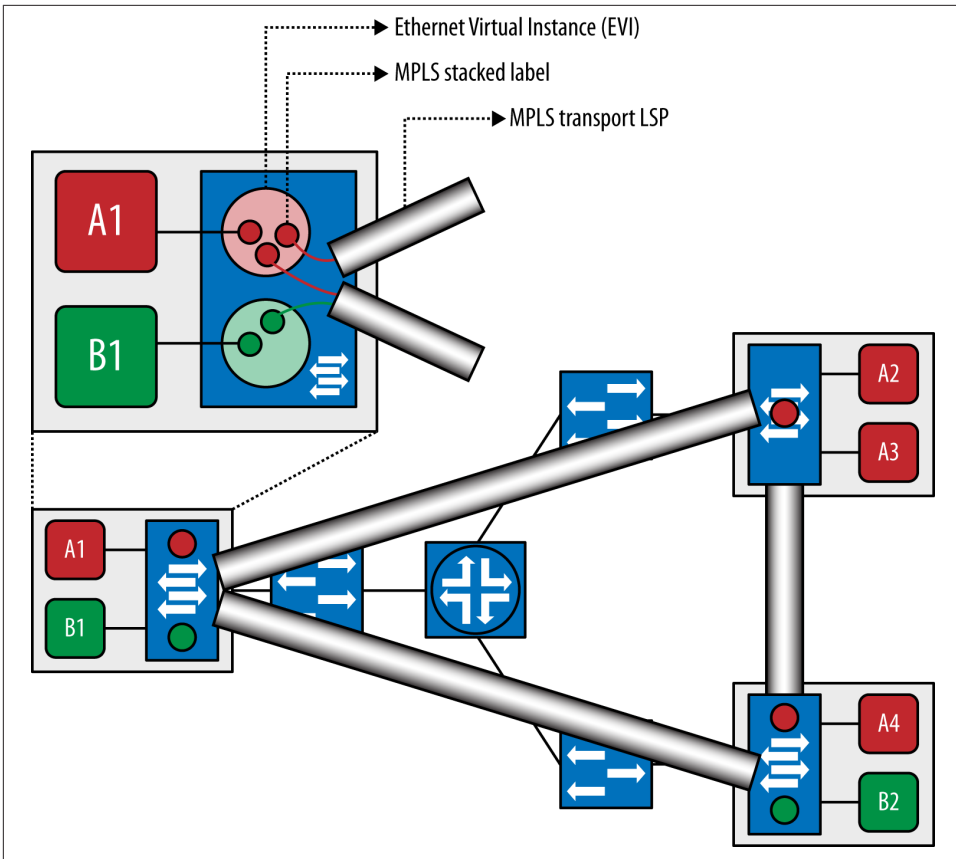 Ethernet Virtual Instance (EVI)
MPLS stacked label
MPLS transport LSP
A1
B1
A2
A3
A1
B1
A4
B2